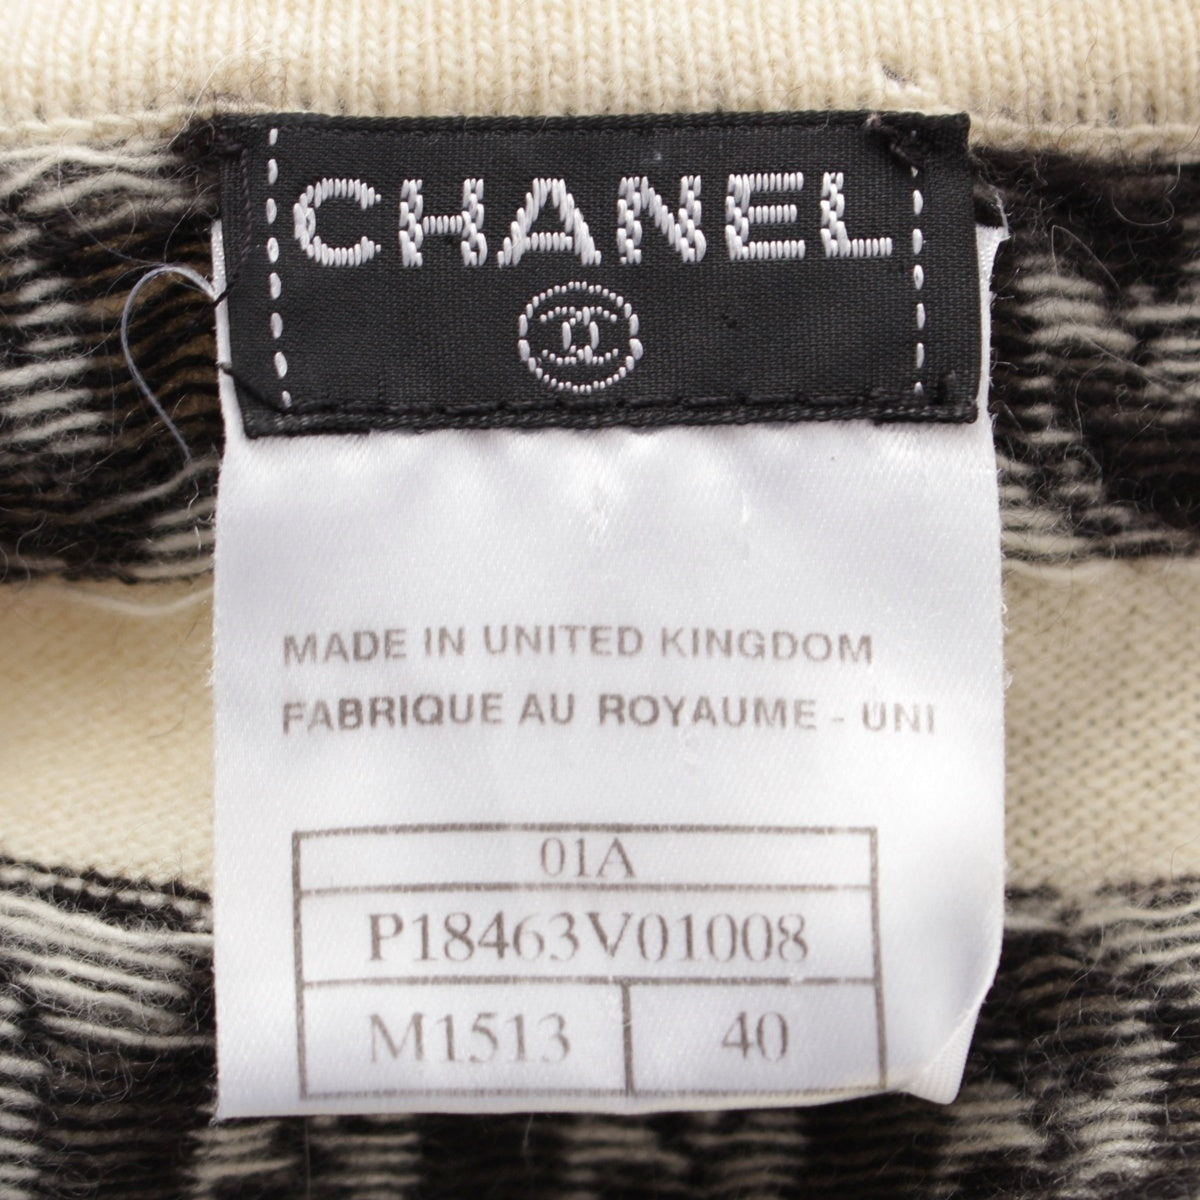 CHANEL
MADE IN UNITED KINGDOM
FABRIQUE AU ROYAUME - UNI
01A
P18463V01008
M1513 40